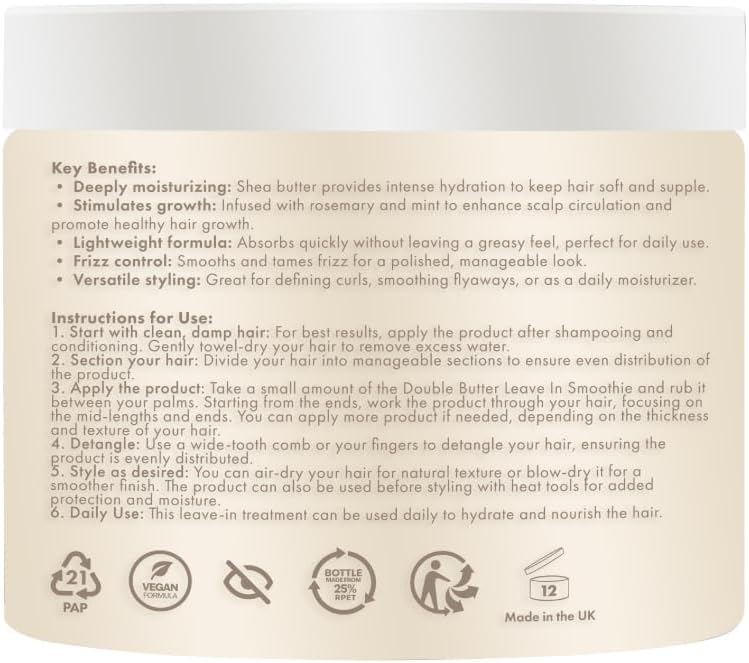 Key Benefits:
• Deeply moisturizing: Shea butter provides intense hydration to keep hair soft and supple.
• Stimulates growth: Infused with rosemary and mint to enhance scalp circulation and
promote healthy hair growth.
• Lightweight formula: Absorbs quickly without leaving a greasy feel, perfect for daily use.
• Frizz control: Smooths and tames frizz for a polished, manageable look.
• Versatile styling: Great for defining curls, smoothing flyaways, or as a daily moisturizer.
Instructions for Use:
1. Start with clean, damp hair: For best results, apply the product after shampooing and
conditioning. Gently towel-dry your hair to remove excess water.
2. Section your hair: Divide your hair into manageable sections to ensure even distribution of
the product.
3. Apply the product: Take a small amount of the Double Butter Leave In Smoothie and rub it
between your palms. Starting from the ends, work the product through your hair, focusing on
the mid-lengths and ends. You can apply more product if needed, depending on the thickness
and texture of your hair.
4. Detangle: Use a wide-tooth comb or your fingers to detangle your hair, ensuring the
product is evenly distributed.
5. Style as desired: You can air-dry your hair for natural texture or blow-dry it for a
smoother finish. The product can also be used before styling with heat tools for added
protection and moisture.
6. Daily Use: This leave-in treatment can be used daily to hydrate and nourish the hair.
21
PAP
VEGAN
FORMULA
BOTTLE
MADE FROM
25%
RPET
12
Made in the UK